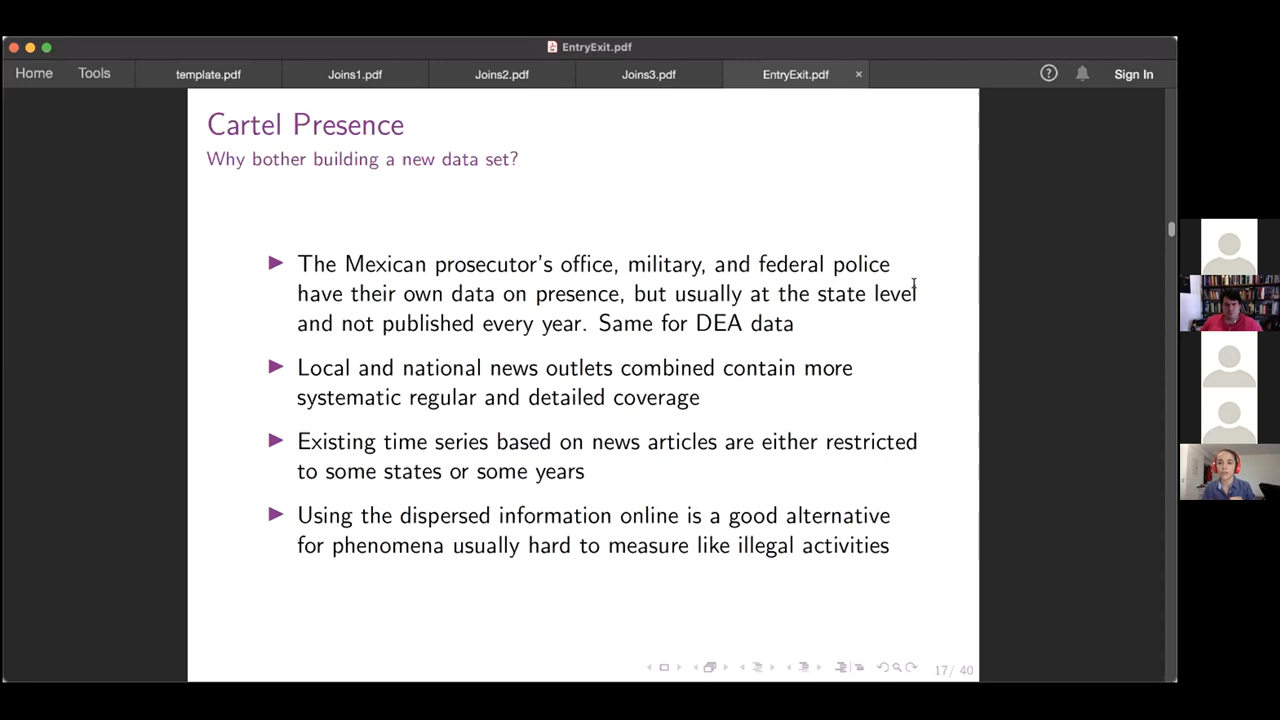 EntryExit.pdf
Home Tools template.pdf Joins1.pdf Joins2.pdf Joins3.pdf EntryExit.pdf × ? Sign In
Cartel Presence
Why bother building a new data set?
The Mexican prosecutor's office, military, and federal police
have their own data on presence, but usually at the state level
and not published every year. Same for DEA data
Local and national news outlets combined contain more
systematic regular and detailed coverage
Existing time series based on news articles are either restricted
to some states or some years
Using the dispersed information online is a good alternative
for phenomena usually hard to measure like illegal activities
17/ 40